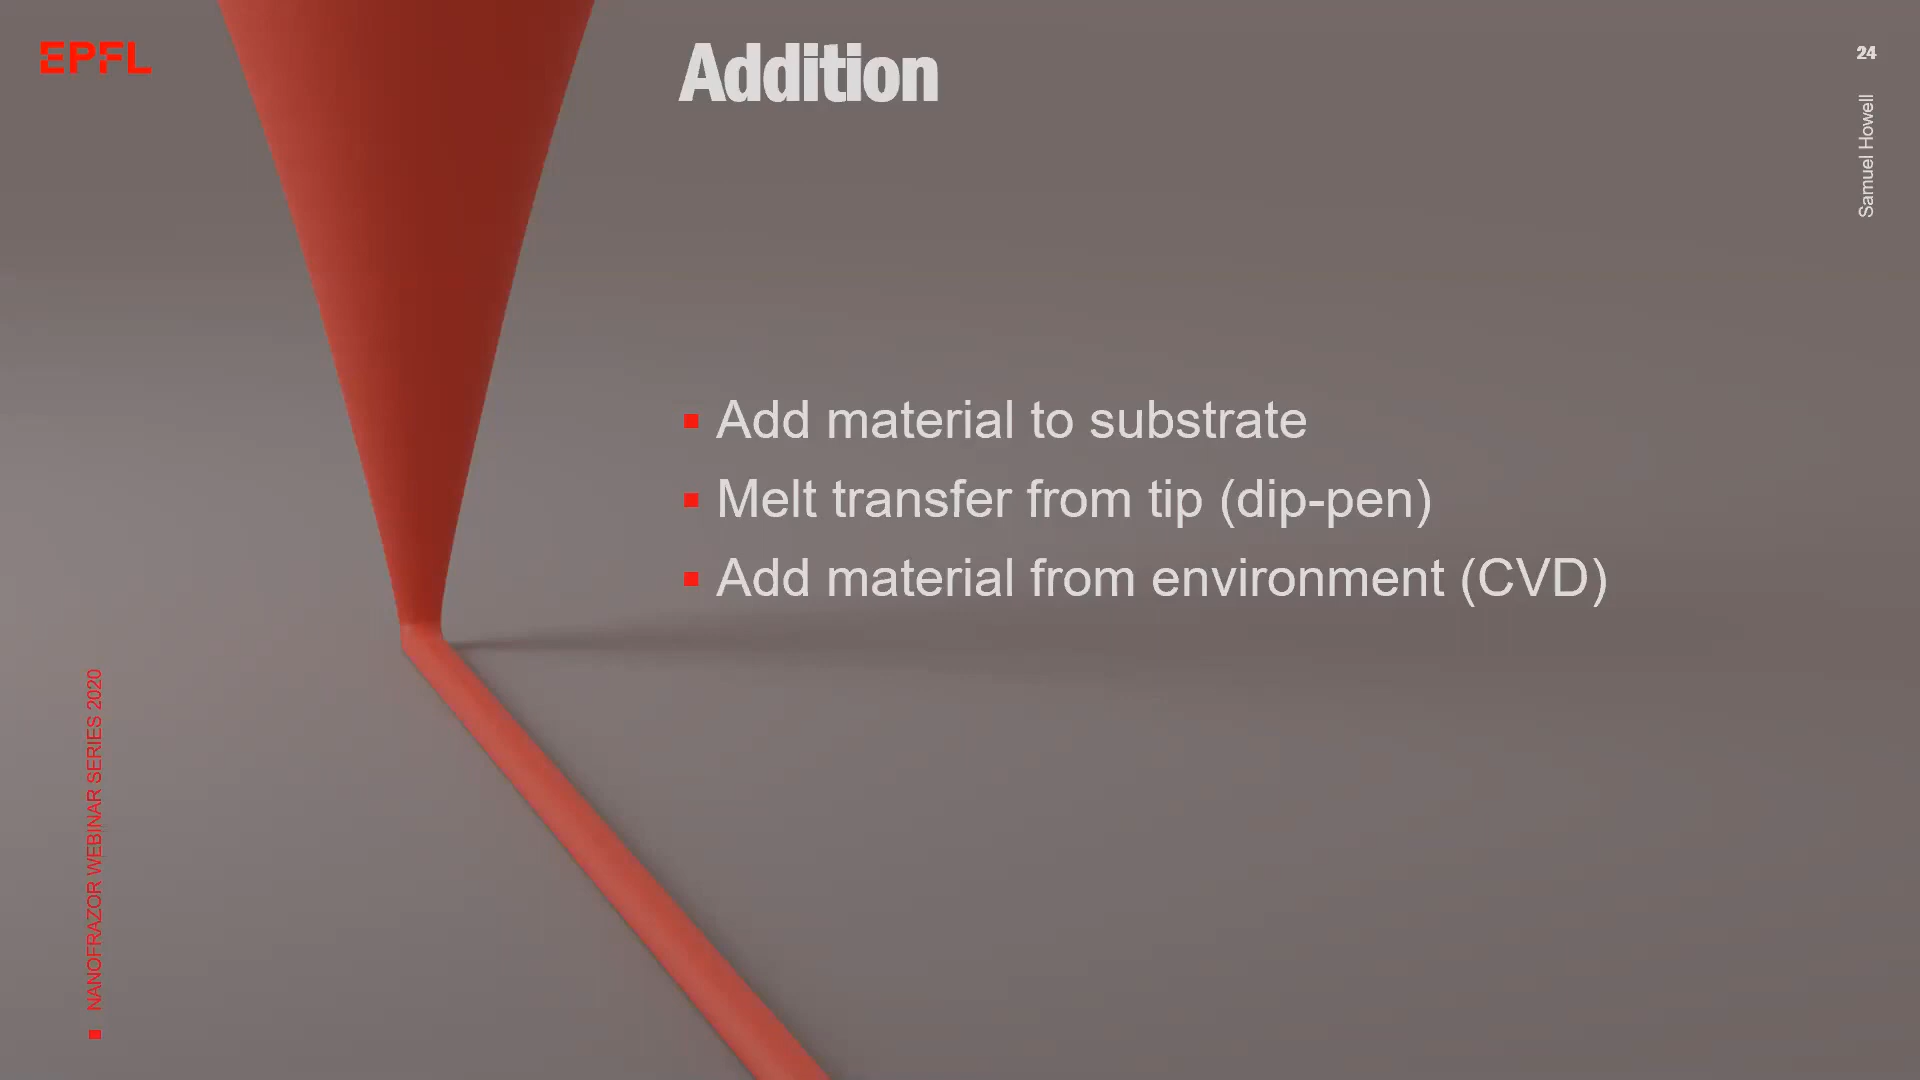 EPFL
Addition
24
Samuel Howell
Add material to substrate
Melt transfer from tip (dip-pen)
Add material from environment (CVD)
NANOFRAZOR WEBINAR SERIES 2020